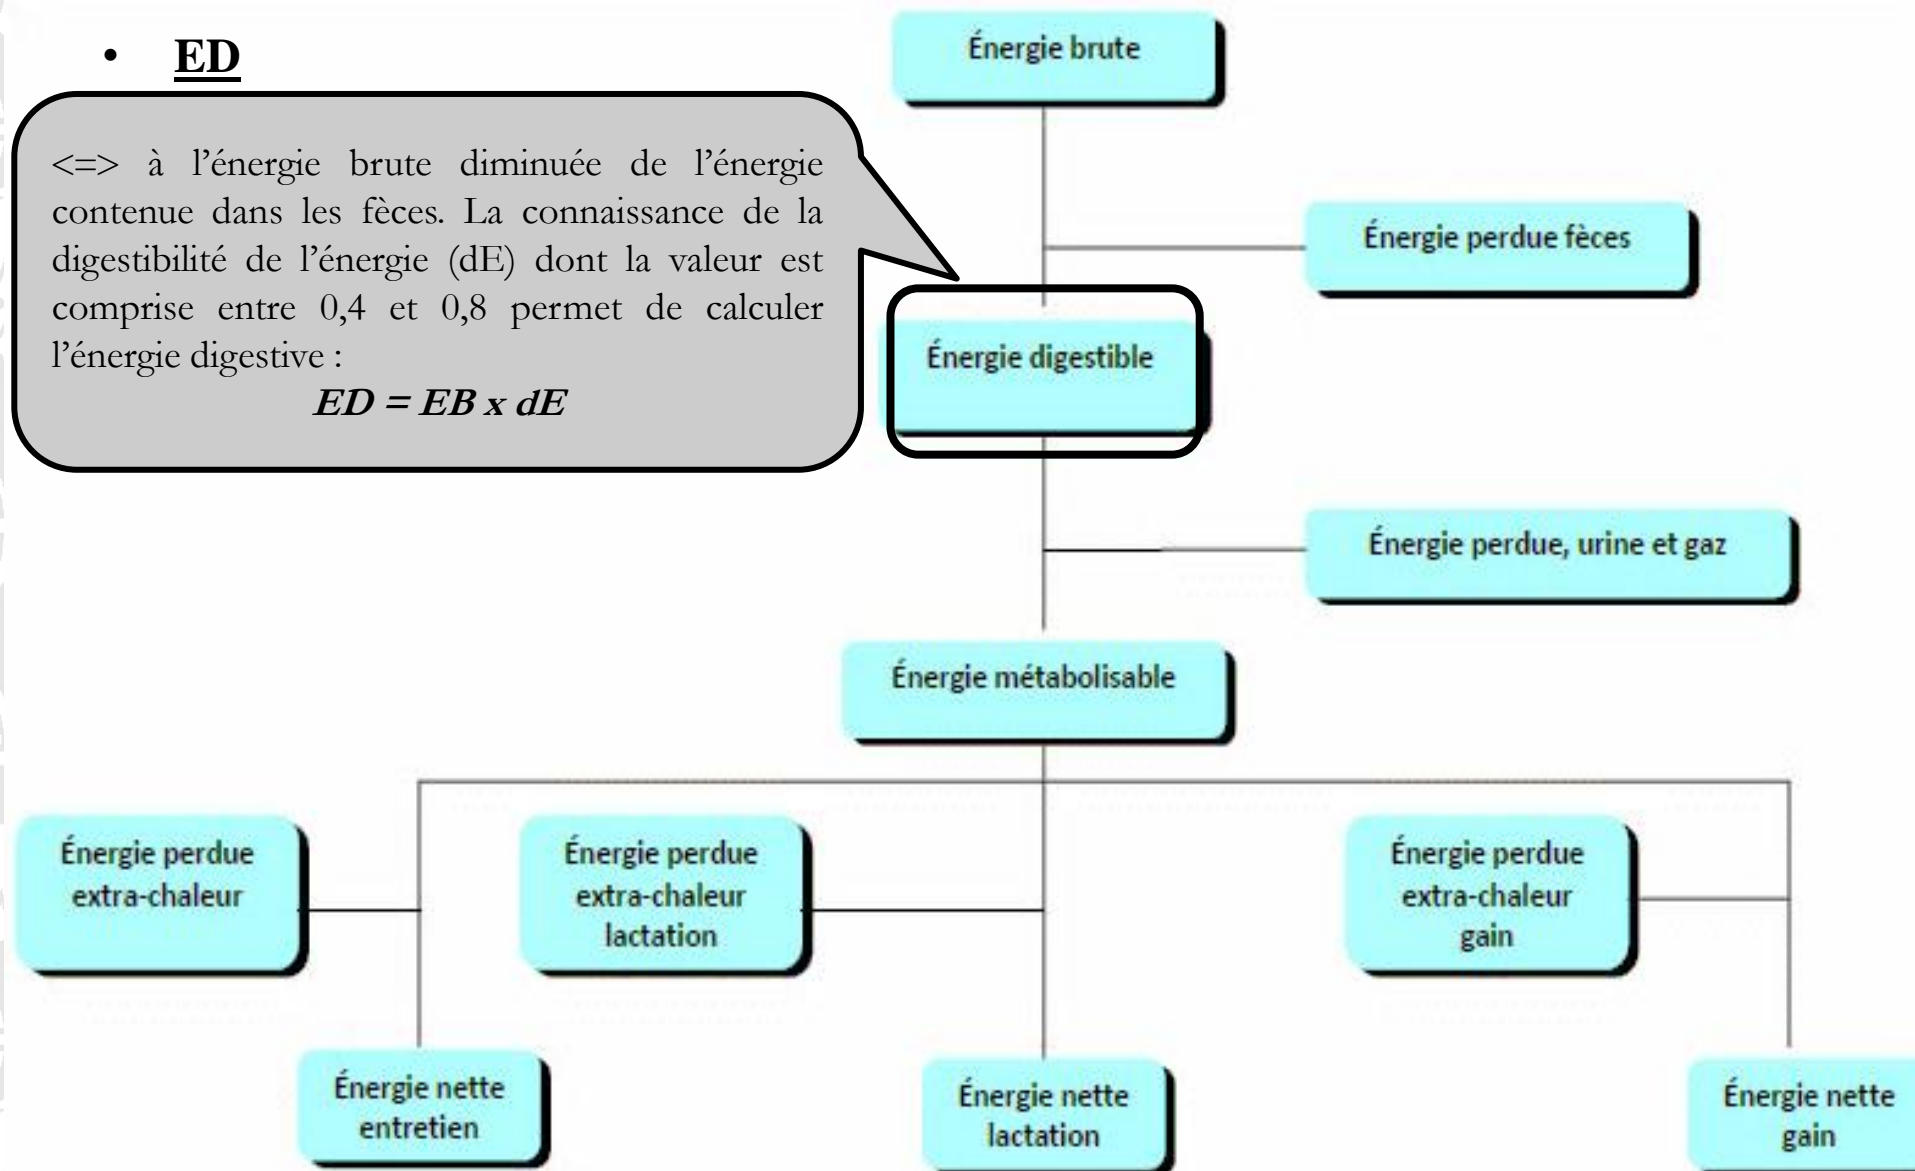 • ED
<=> à l’énergie brute diminuée de l’énergie
contenue dans les fèces. La connaissance de la
digestibilité de l’énergie (dE) dont la valeur est
comprise entre 0,4 et 0,8 permet de calculer
l’énergie digestive :
ED = EB x dE
Énergie brute
Énergie perdue fèces
Énergie digestible
Énergie perdue, urine et gaz
Énergie métabolisable
Énergie perdue
extra-chaleur
Énergie perdue
extra-chaleur
lactation
Énergie perdue
extra-chaleur
gain
Énergie nette
entretien
Énergie nette
lactation
Énergie nette
gain